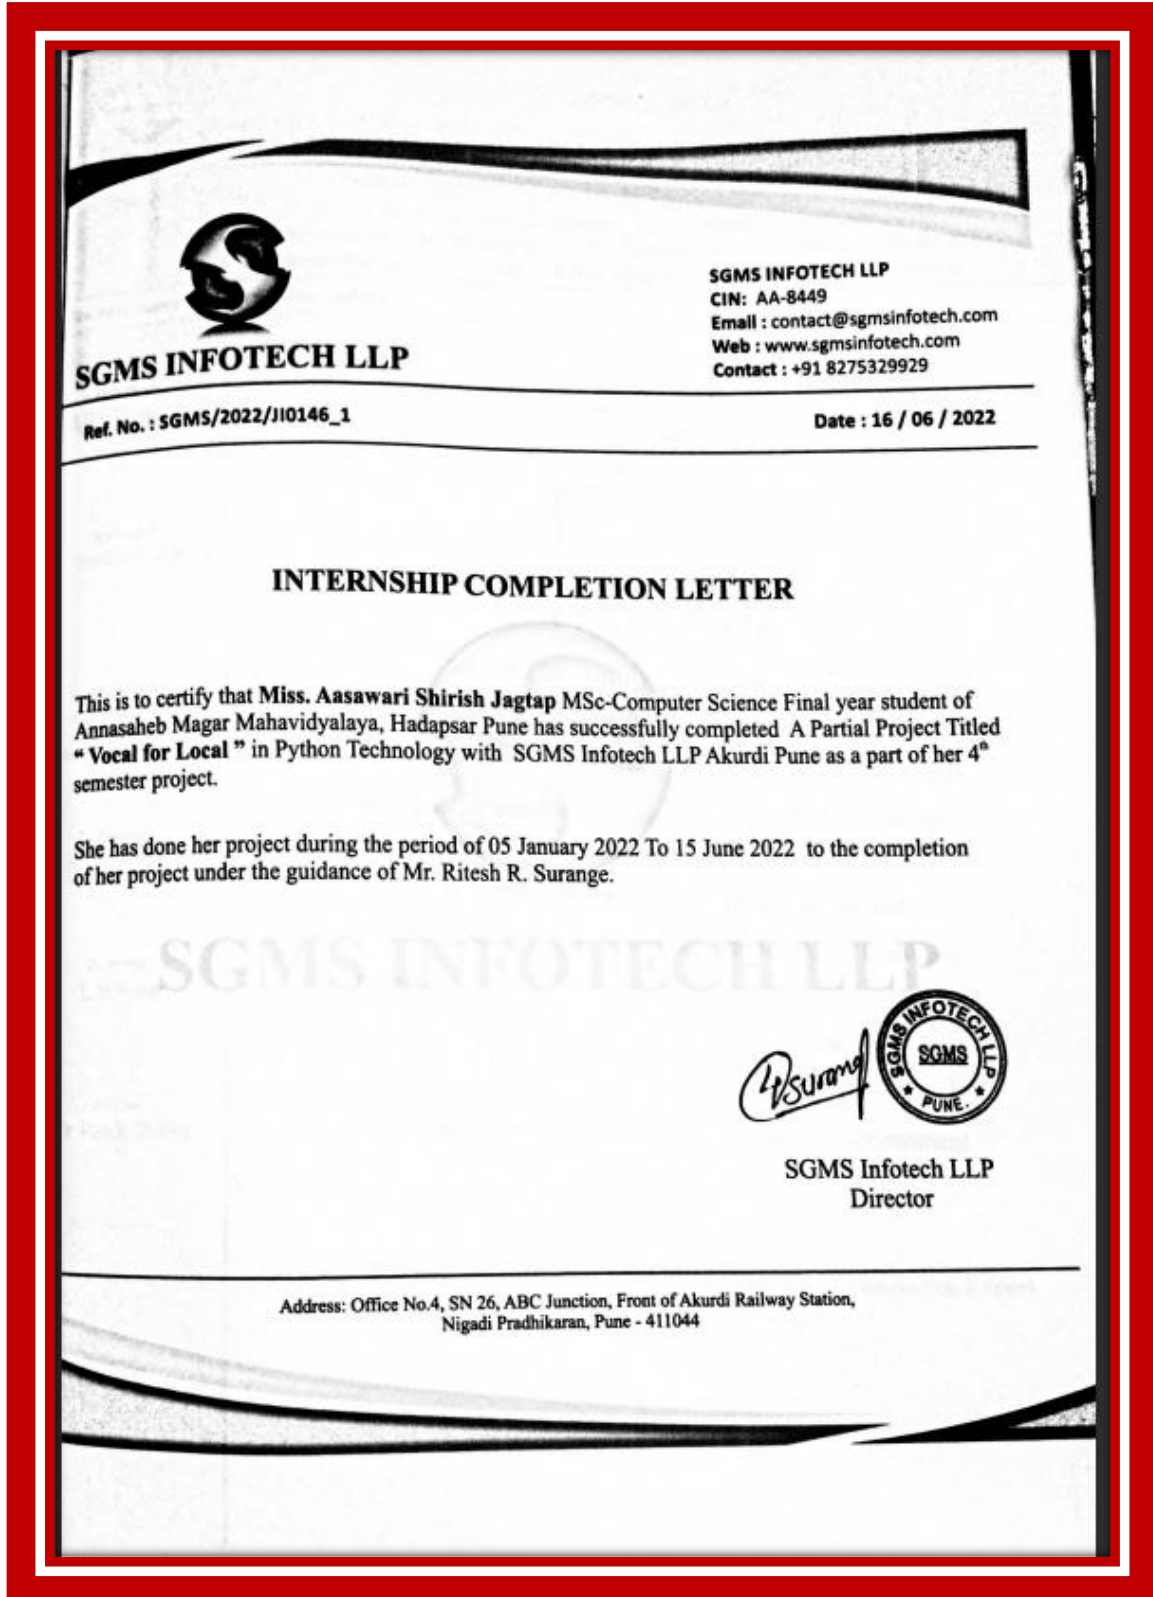 SGMS INFOTECH LLP
SGMS INFOTECH LLP
CIN: AA-8449
Email : contact@sgmsinfotech.com
Web : www.sgmsinfotech.com
Contact : +91 8275329929
Ref. No. : SGMS/2022/JI0146_1
Date : 16 / 06 / 2022
INTERNSHIP COMPLETION LETTER
This is to certify that Miss. Aasawari Shirish Jagtap MSc-Computer Science Final year student of
Annasaheb Magar Mahavidyalaya, Hadapsar Pune has successfully completed A Partial Project Titled
“ Vocal for Local ” in Python Technology with SGMS Infotech LLP Akurdi Pune as a part of her 4th
semester project.
She has done her project during the period of 05 January 2022 To 15 June 2022 to the completion
of her project under the guidance of Mr. Ritesh R. Surange.
SGMS INFOTECH LLP
SGMS INFOTECH LLP
SGMS
PUNE.
SGMS Infotech LLP
Director
Address: Office No.4, SN 26, ABC Junction, Front of Akurdi Railway Station,
Nigadi Pradhikaran, Pune - 411044